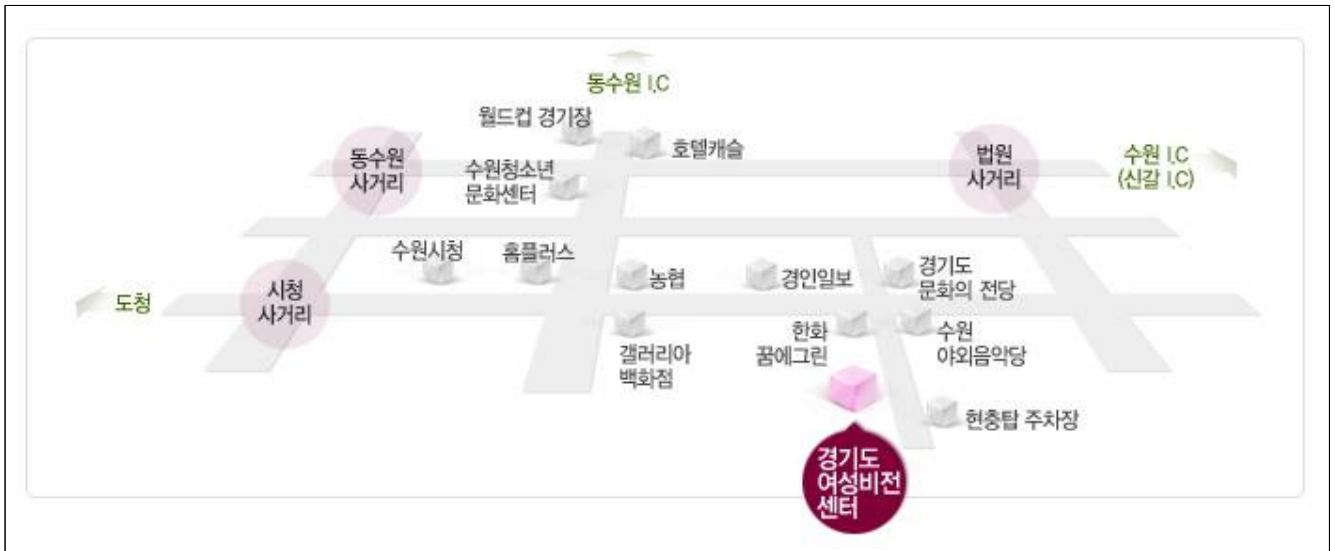 동수원 I.C
월드컵 경기장
호텔캐슬
동수원
사거리
수원청소년
문화센터
법원
사거리
수원 I.C
(신갈 I.C)
수원시청
홈플러스
농협
경인일보
경기도
문화의 전당
도청
시청
사거리
갤러리아
백화점
한화
꿈에그린
수원
야외음악당
현충탑 주차장
경기도
여성비전
센터